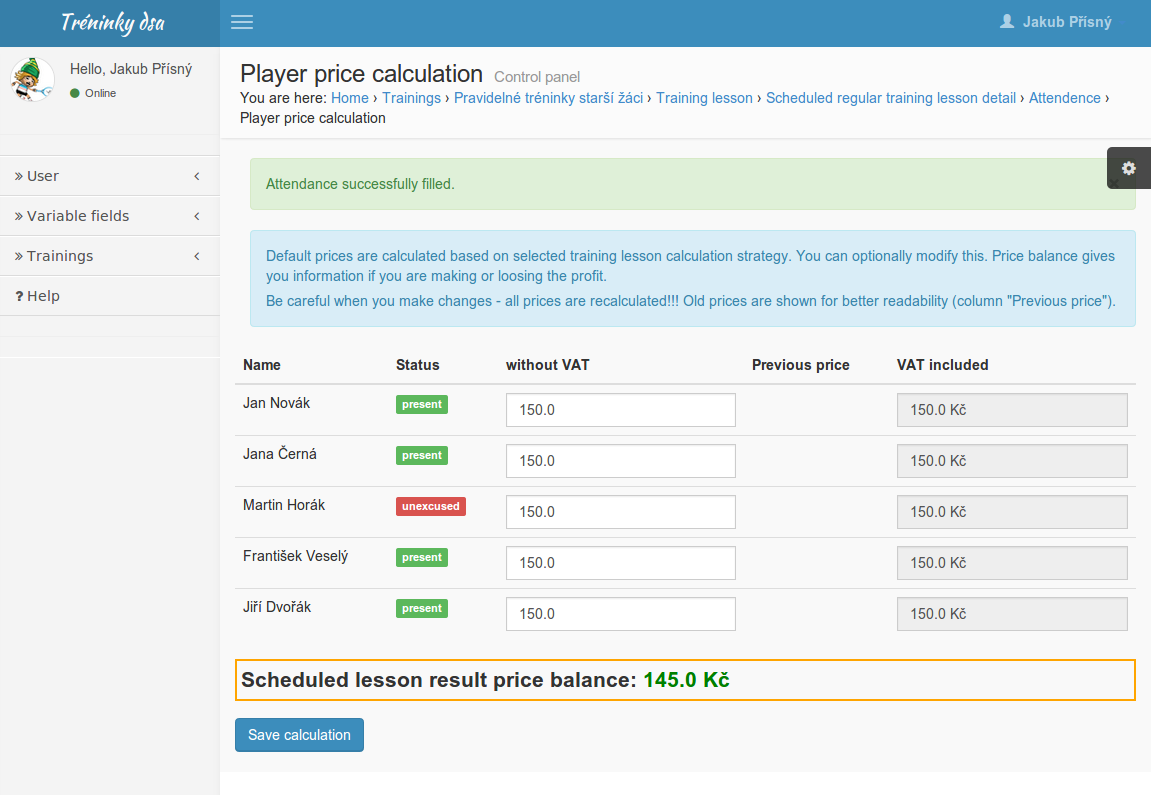 Tréninky dsa
Jakub Přísný
Hello, Jakub Přísný
Online
User
Variable fields
Trainings
? Help
Player price calculation Control panel
You are here: Home › Trainings › Pravidelné tréninky starší žáci › Training lesson › Scheduled regular training lesson detail › Attendence ›
Player price calculation
Attendance successfully filled.
Default prices are calculated based on selected training lesson calculation strategy. You can optionally modify this. Price balance gives
you information if you are making or loosing the profit.
Be careful when you make changes - all prices are recalculated!!! Old prices are shown for better readability (column "Previous price").
Name Status without VAT Previous price VAT included
Jan Novák present 150.0 150.0 Kč
Jana Černá present 150.0 150.0 Kč
Martin Horák unexcused 150.0 150.0 Kč
František Veselý present 150.0 150.0 Kč
Jiří Dvořák present 150.0 150.0 Kč
Scheduled lesson result price balance: 145.0 Kč
Save calculation